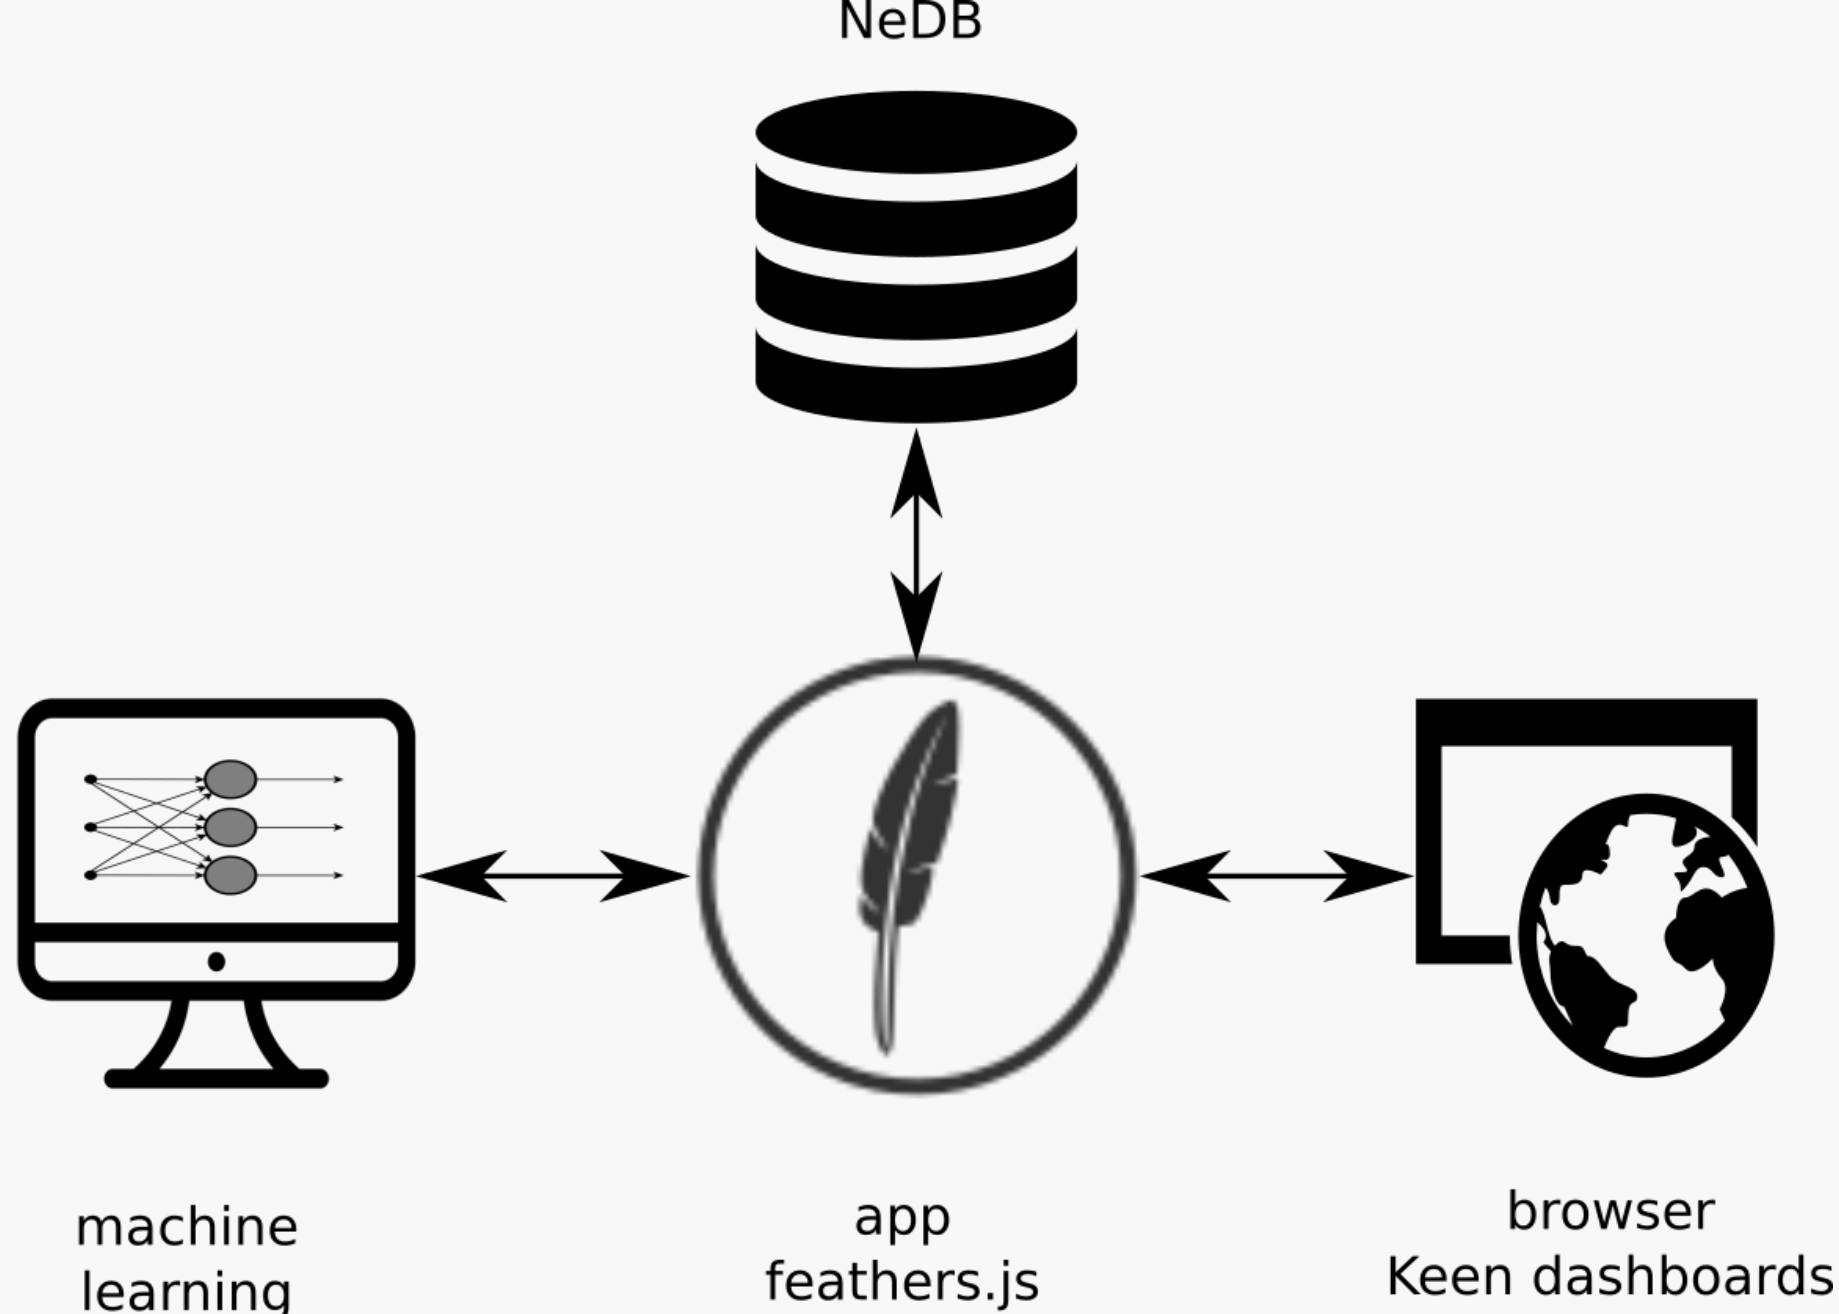 NeDB
machine
learning
app
feathers.js
browser
Keen dashboards